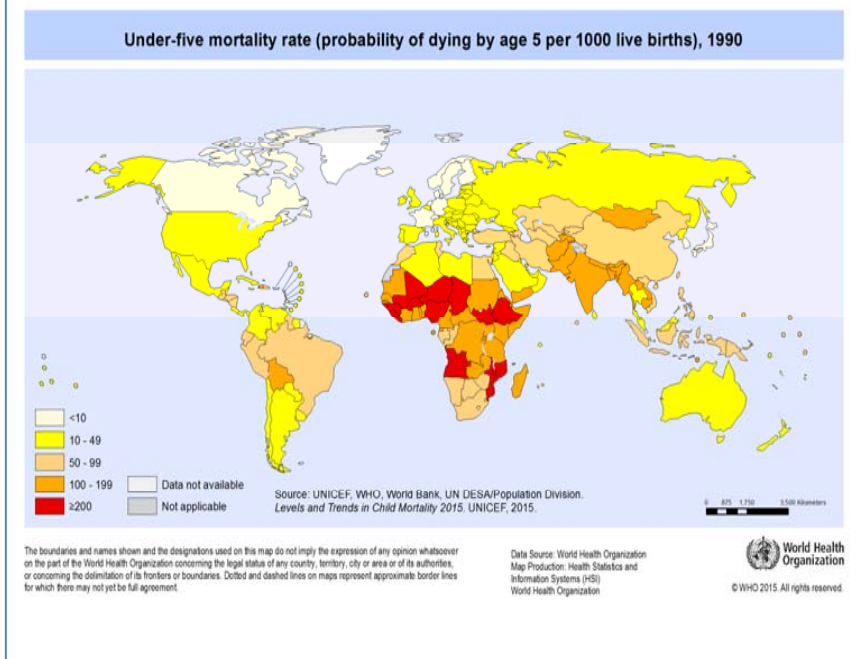 Under-five mortality rate (probability of dying by age 5 per 1000 live births), 1990
<10
10 - 49
50 - 99
100 - 199
≥200
Data not available
Not applicable
Source: UNICEF, WHO, World Bank, UN DESA/Population Division.
Levels and Trends in Child Mortality 2015. UNICEF, 2015.
0 875 1,750 3,500 Kilometers
The boundaries and names shown and the designations used on this map do not imply the expression of any opinion whatsoever
on the part of the World Health Organization concerning the legal status of any country, territory, city or area or of its authorities,
or concerning the delimitation of its frontiers or boundaries. Dotted and dashed lines on maps represent approximate border lines
for which there may not yet be full agreement.
Data Source: World Health Organization
Map Production: Health Statistics and
Information Systems (HSI)
World Health Organization
World Health
Organization
© WHO 2015. All rights reserved.